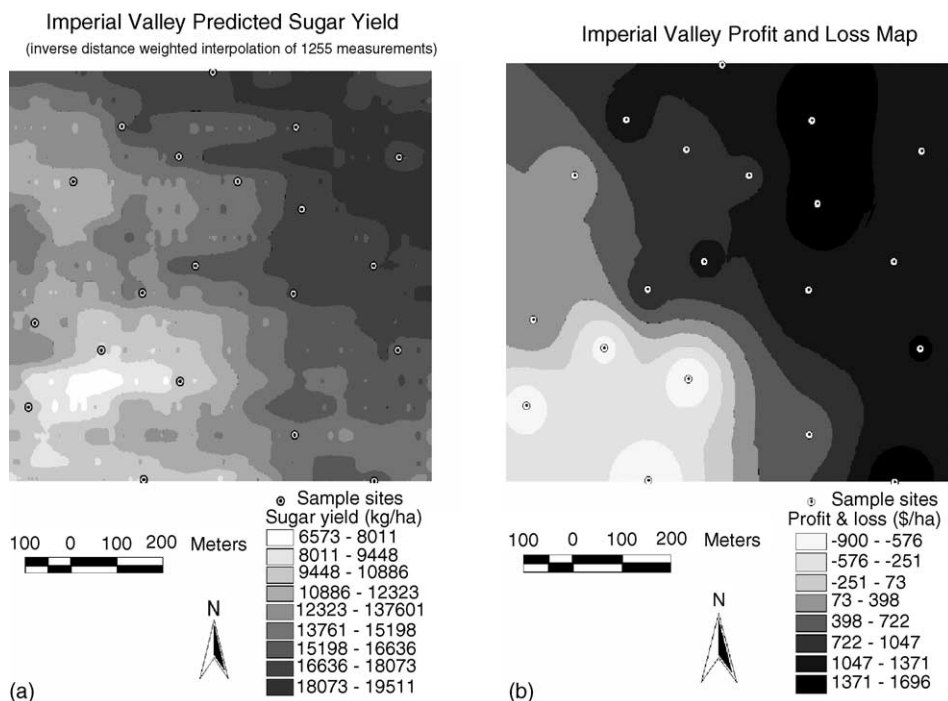 Imperial Valley Predicted Sugar Yield
(inverse distance weighted interpolation of 1255 measurements)
Sample sites
Sugar yield (kg/ha)
6573 - 8011
8011 - 9448
9448 - 10886
10886 - 12323
12323 - 137601
13761 - 15198
15198 - 16636
16636 - 18073
18073 - 19511
100 0 100 200 Meters
N
(a)
Imperial Valley Profit and Loss Map
Sample sites
Profit & loss ($/ha)
-900 - -576
-576 - -251
-251 - 73
73 - 398
398 - 722
722 - 1047
1047 - 1371
1371 - 1696
100 0 100 200 Meters
N
(b)